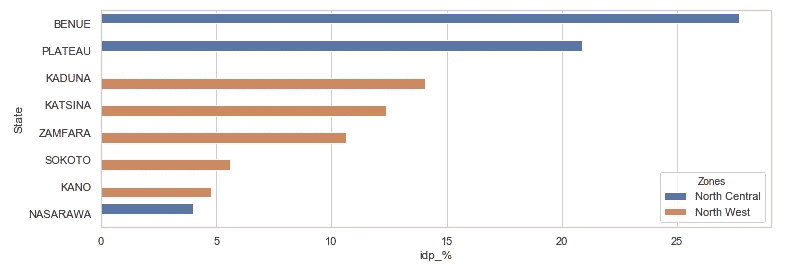 BENUE
PLATEAU
KADUNA
KATSINA
ZAMFARA
SOKOTO
KANO
NASARAWA
State
0 5 10 15 20 25
idp_%
Zones
North Central
North West